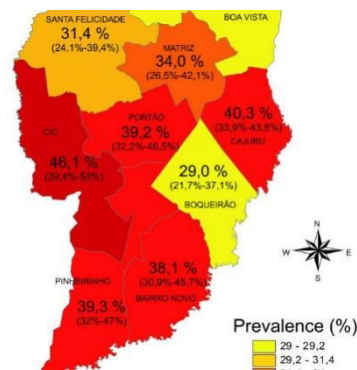 SANTA FELICIDADE
31,4 %
(24,1%-39,4%)
BOA VISTA
MATRIZ
34,0 %
(26,5%-42,1%)
PORTÃO
39,2 %
(32,2%-46,5%)
40,3 %
(33,9%-43,8%)
CAJURU
CIC
46,1 %
(39,4%-53%)
29,0 %
(21,7%-37,1%)
BOQUEIRÃO
N
W
E
S
PINHEIRINHO
39,3 %
(32%-47%)
38,1 %
(30,9%-45,7%)
BAIRRO NOVO
Prevalence (%)
29 - 29,2
29,2 - 31,4